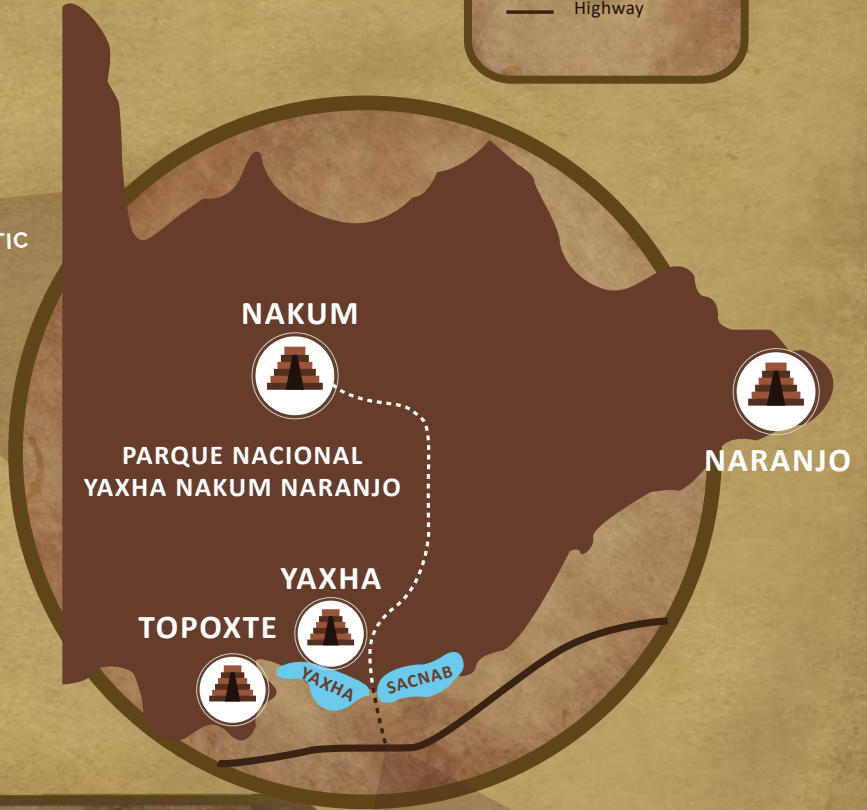 Highway
TIC
NAKUM
PARQUE NACIONAL
YAXHA NAKUM NARANJO
NARANJO
YAXHA
TOPOXTE
YAXHA
SACNAB